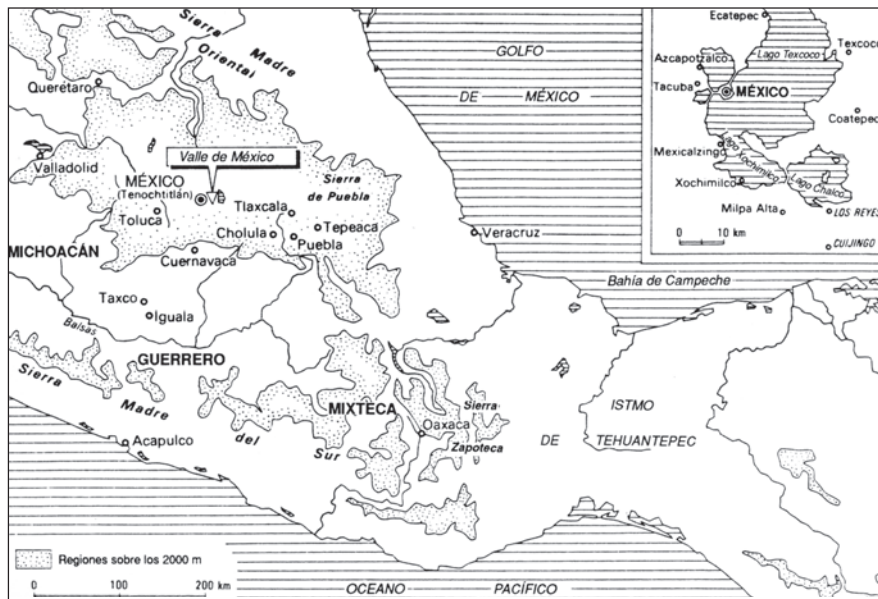 Sierra Madre
Oriental
Querétaro
Valladolid
Valle de México
MÉXICO
(Tenochtitlán)
Toluca
Tlaxcala
Sierra
de Puebla
Tepeaca
Cholula
Puebla
Cuernavaca
MICHOACÁN
Taxco
Iguala
Balsas
GUERRERO
Sierra Madre del Sur
MIXTECA
Oaxaca
Sierra
Zapoteca
Acapulco
GOLFO
DE MÉXICO
Veracruz
Bahía de Campeche
ISTMO
DE TEHUANTEPEC
OCEANO PACÍFICO
Regiones sobre los 2000 m
0 100 200 km
Ecatepec
Texcoco
Lago Texcoco
Azcapotzalco
Tacuba
MÉXICO
Coatepec
Mexicalzingo
Lago Xochimilco
Lago Chalco
Xochimilco
Milpa Alta
LOS REYES
CUIJINGO
0 10 km